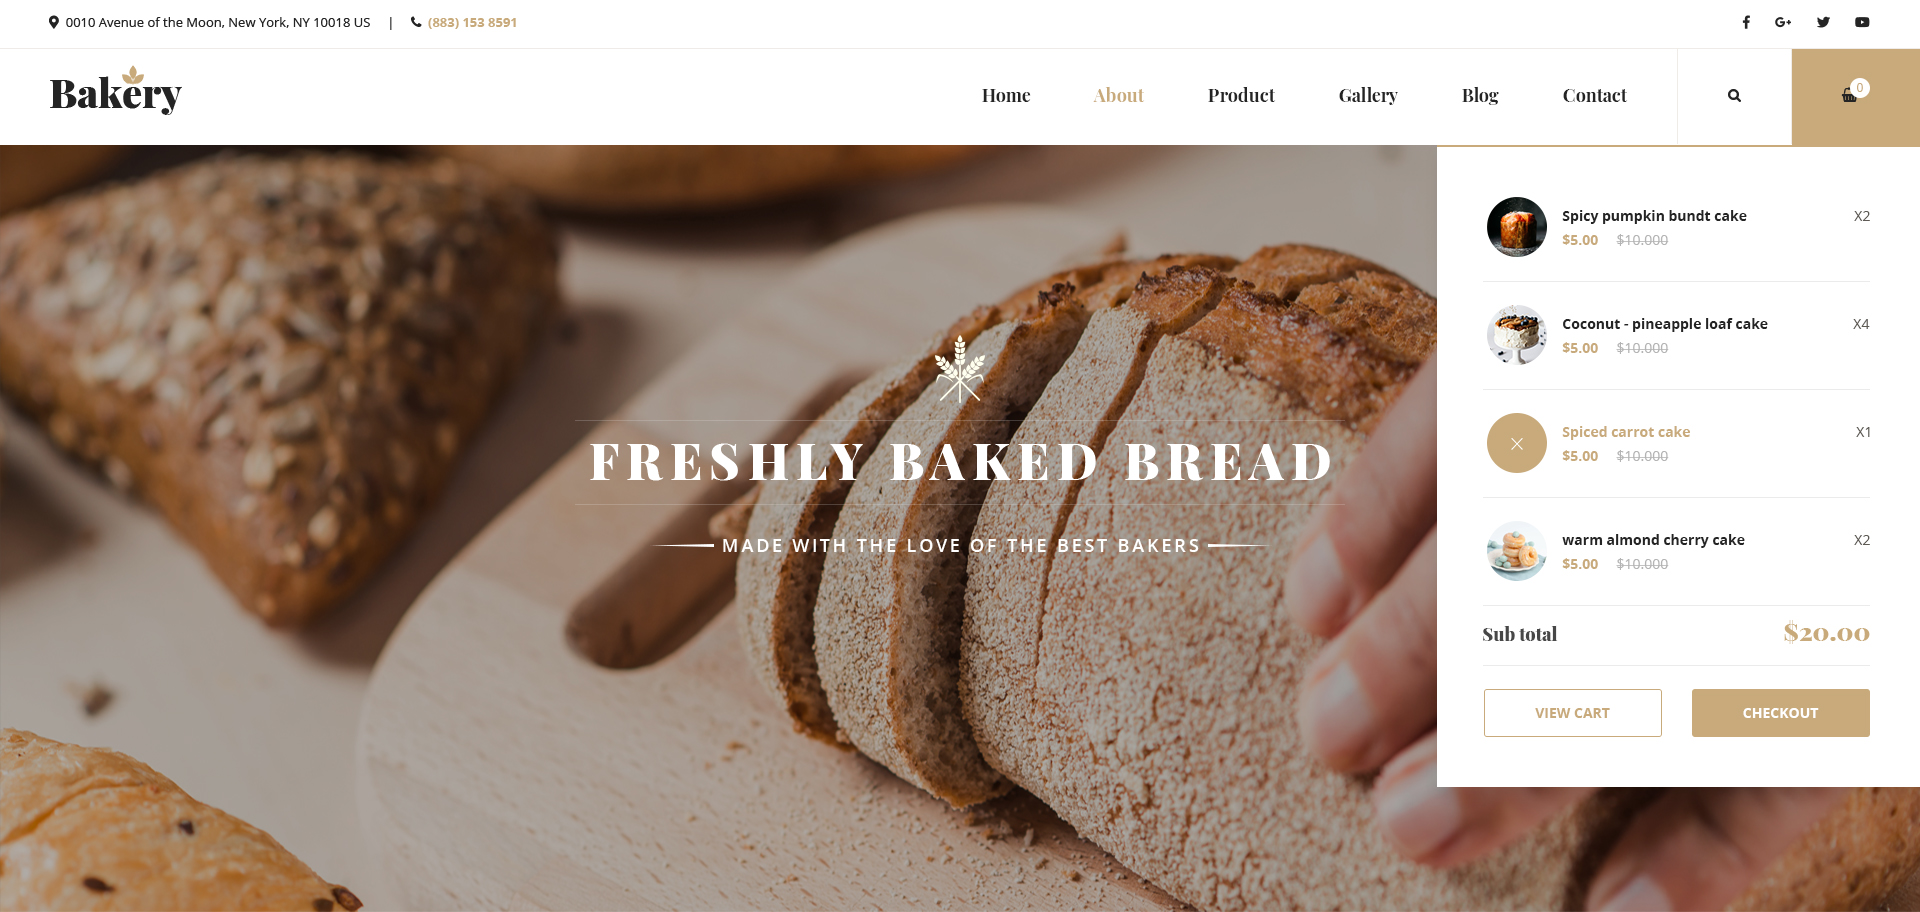 0010 Avenue of the Moon, New York, NY 10018 US | (883) 153 8591
Bakery
Home About Product Gallery Blog Contact
0
Spicy pumpkin bundt cake X2
$5.00 $10.000
Coconut - pineapple loaf cake X4
$5.00 $10.000
Spiced carrot cake X1
$5.00 $10.000
warm almond cherry cake X2
$5.00 $10.000
Sub total $20.00
VIEW CART CHECKOUT
FRESHLY BAKED BREAD
MADE WITH THE LOVE OF THE BEST BAKERS